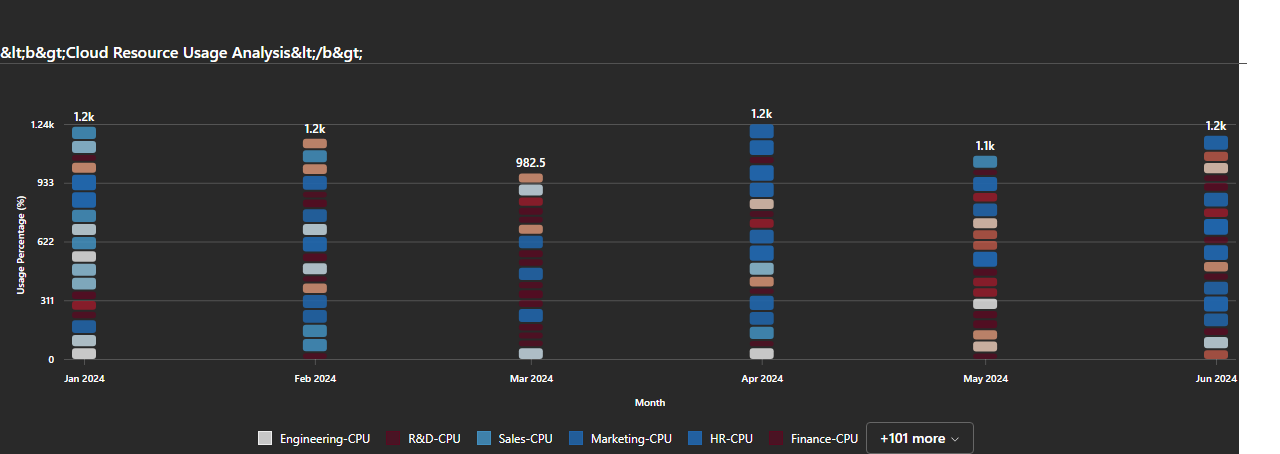 &lt;b&gt;Cloud Resource Usage Analysis&lt;/b&gt;
1.2k
1.2k
982.5
1.2k
1.1k
1.2k
1.24k
933
622
311
0
Usage Percentage (%)
Jan 2024
Feb 2024
Mar 2024
Apr 2024
May 2024
Jun 2024
Month
Engineering-CPU
R&D-CPU
Sales-CPU
Marketing-CPU
HR-CPU
Finance-CPU
+101 more